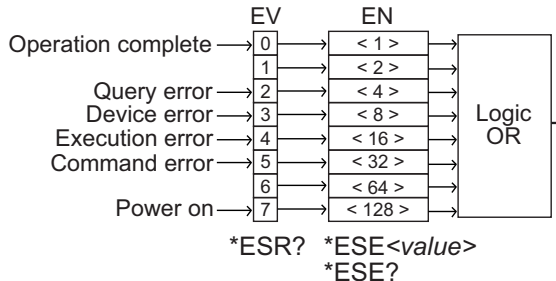 EV EN
Operation complete 0 < 1 >
1 < 2 >
Query error 2 < 4 >
Device error 3 < 8 >
Execution error 4 < 16 >
Command error 5 < 32 >
6 < 64 >
Power on 7 < 128 >
Logic
OR
*ESR? *ESE<value>
*ESE?